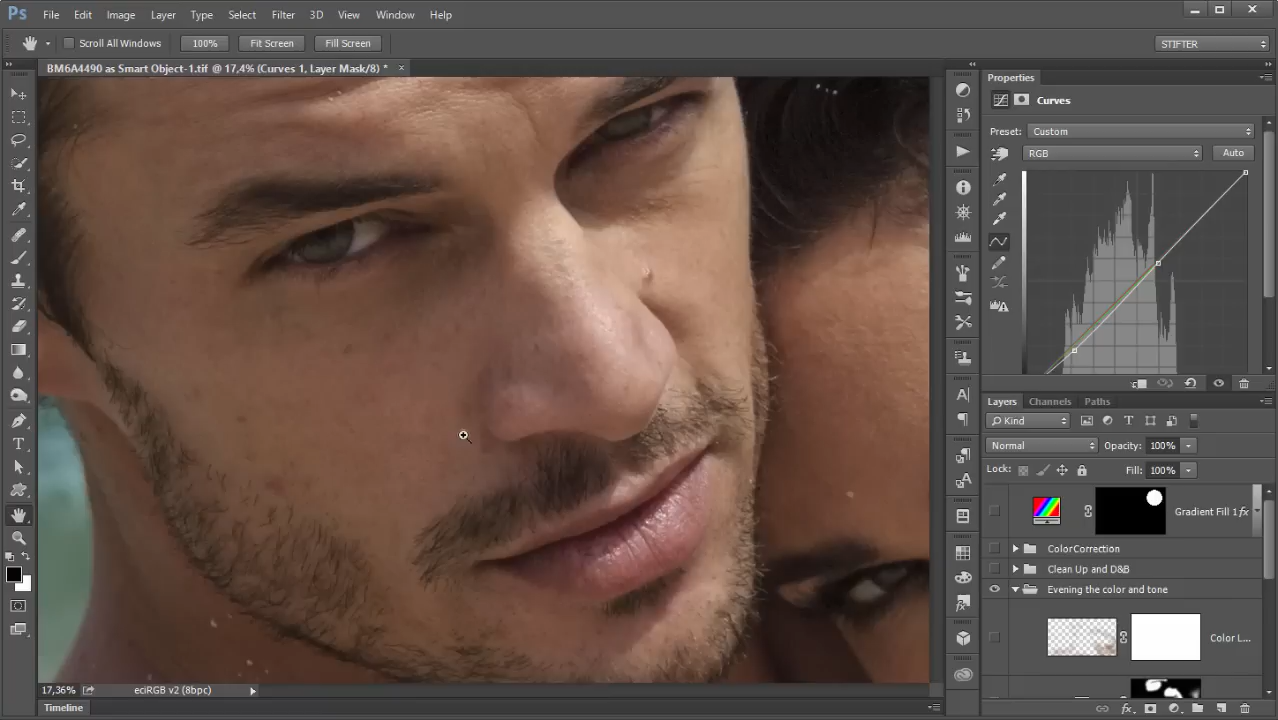 Ps File Edit Image Layer Type Select Filter 3D View Window Help
Scroll All Windows 100% Fit Screen Fill Screen STIFTER
BM6A4490 as Smart Object-1.tif @ 17,4% (Curves 1, Layer Mask/8) * ×
Properties
Curves
Preset: Custom
RGB Auto
Layers Channels Paths
Kind
Normal Opacity: 100%
Lock: Fill: 100%
Gradient Fill 1 fx
ColorCorrection
Clean Up and D&B
Evening the color and tone
Color L...
17,36% eciRGB v2 (8bpc)
Timeline